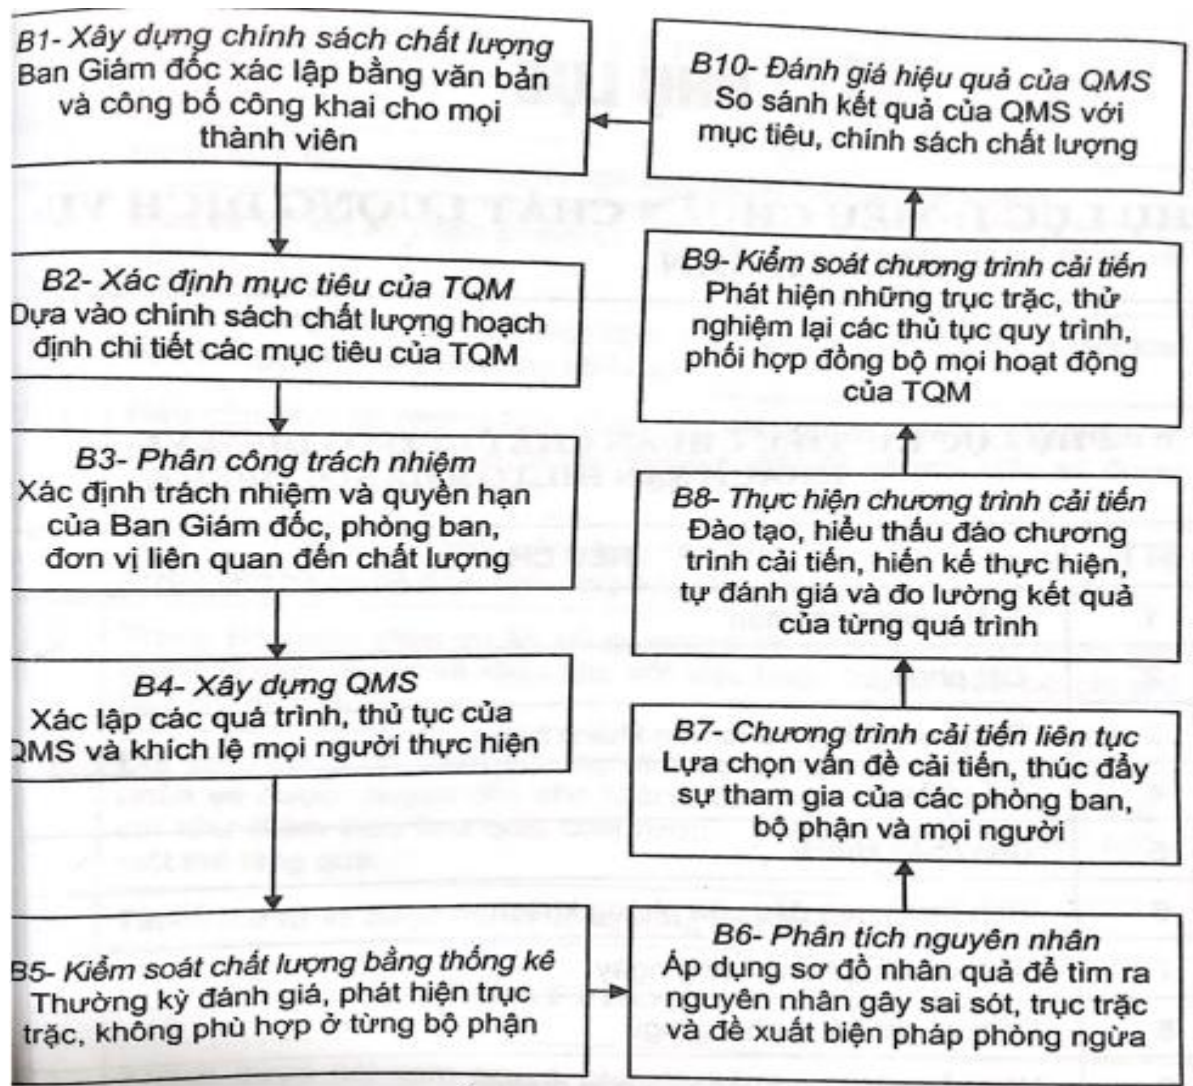 B1- Xây dựng chính sách chất lượng
Ban Giám đốc xác lập bằng văn bản
và công bố công khai cho mọi
thành viên
B2- Xác định mục tiêu của TQM
Dựa vào chính sách chất lượng hoạch
định chi tiết các mục tiêu của TQM
B3- Phân công trách nhiệm
Xác định trách nhiệm và quyền hạn
của Ban Giám đốc, phòng ban,
đơn vị liên quan đến chất lượng
B4- Xây dựng QMS
Xác lập các quá trình, thủ tục của
QMS và khích lệ mọi người thực hiện
B5- Kiểm soát chất lượng bằng thống kê
Thường kỳ đánh giá, phát hiện trục
trặc, không phù hợp ở từng bộ phận
B6- Phân tích nguyên nhân
Áp dụng sơ đồ nhân quả để tìm ra
nguyên nhân gây sai sót, trục trặc
và đề xuất biện pháp phòng ngừa
B7- Chương trình cải tiến liên tục
Lựa chọn vấn đề cải tiến, thúc đẩy
sự tham gia của các phòng ban,
bộ phận và mọi người
B8- Thực hiện chương trình cải tiến
Đào tạo, hiểu thấu đáo chương
trình cải tiến, hiến kế thực hiện,
tự đánh giá và đo lường kết quả
của từng quá trình
B9- Kiểm soát chương trình cải tiến
Phát hiện những trục trặc, thử
nghiệm lại các thủ tục quy trình,
phối hợp đồng bộ mọi hoạt động
của TQM
B10- Đánh giá hiệu quả của QMS
So sánh kết quả của QMS với
mục tiêu, chính sách chất lượng